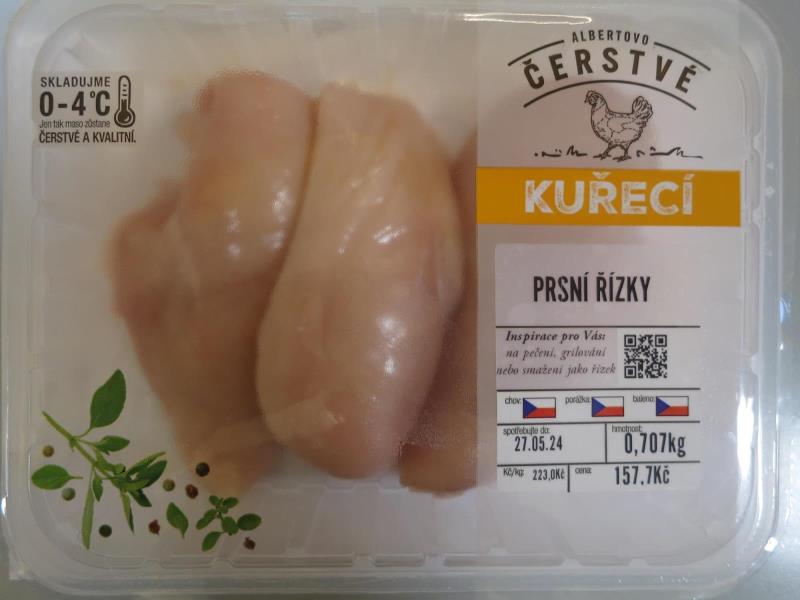 SKLADUJME
0-4°C
Jen tak maso zůstane
ČERSTVÉ A KVALITNÍ.
ALBERTOVO
ČERSTVÉ
KUŘECÍ
PRSNÍ ŘÍZKY
Inspirace pro Vás:
na pečení, grilování
nebo smažení jako řízek
chov: porážka: baleno:
spotřebujte do: hmotnost:
27.05.24 0,707kg
Kč/kg: 223,0Kč cena: 157.7Kč